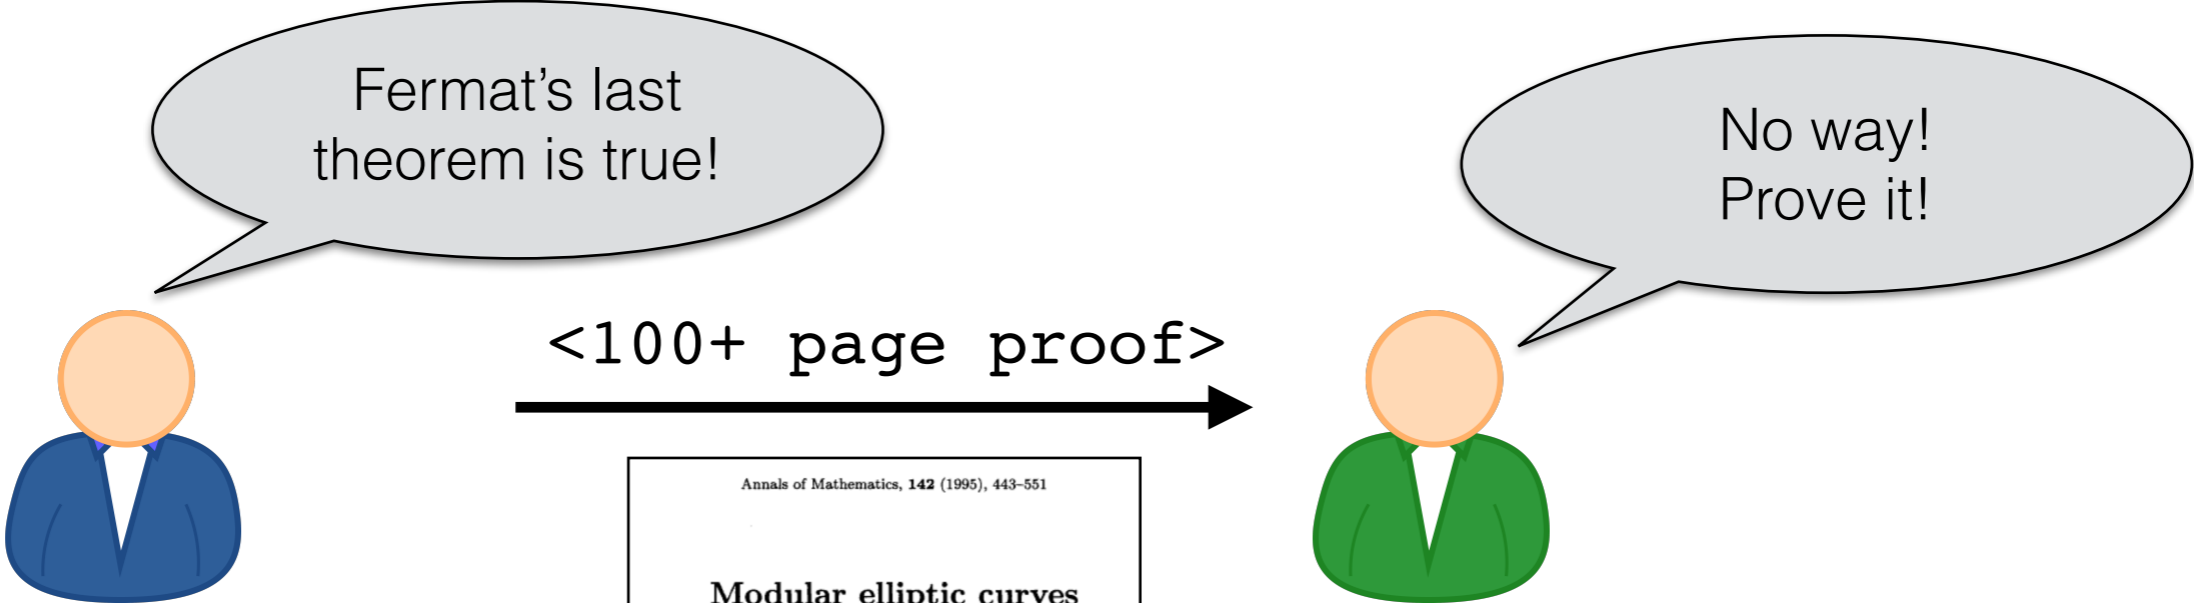 Fermat’s last
theorem is true!
No way!
Prove it!
<100+ page proof>
Annals of Mathematics, 142 (1995), 443–551
Modular elliptic curves